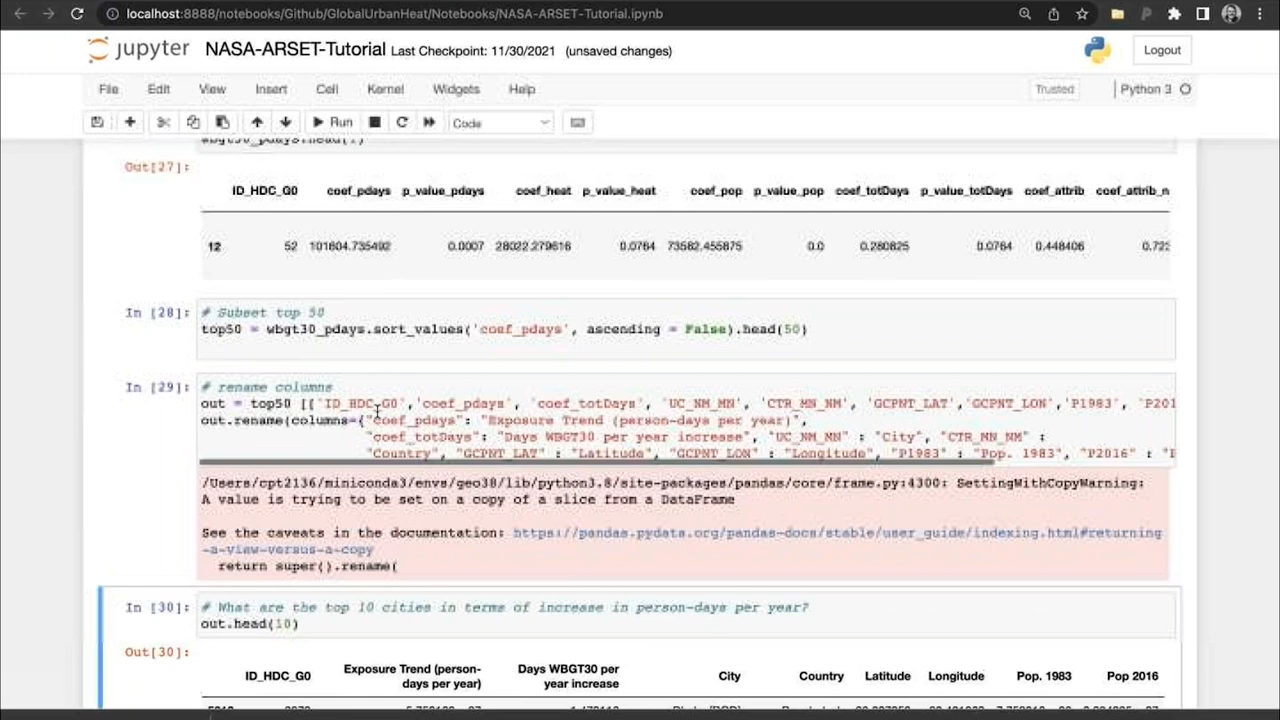 localhost:8888/notebooks/Github/GlobalUrbanHeat/Notebooks/NASA-ARSET-Tutorial.ipynb
jupyter NASA-ARSET-Tutorial Last Checkpoint: 11/30/2021 (unsaved changes) Logout
File Edit View Insert Cell Kernel Widgets Help Trusted Python 3
Run Code
Out[27]:
ID_HDC_G0 coef_pdays p_value_pdays coef_heat p_value_heat coef_pop p_value_pop coef_totDays p_value_totDays coef_attrib coef_attrib_n
12 52 101604.735492 0.0007 28022.279616 0.0764 73582.455875 0.0 0.280825 0.0764 0.448406 0.723
In [28]: # Subset top 50
top50 = wbgt30_pdays.sort_values('coef_pdays', ascending = False).head(50)
In [29]: # rename columns
out = top50 [['ID_HDC_G0','coef_pdays', 'coef_totDays', 'UC_NM_MN', 'CTR_MN_NM', 'GCPNT_LAT','GCPNT_LON','P1983', 'P201
out.rename(columns={"coef_pdays": "Exposure Trend (person-days per year)",
"coef_totDays": "Days WBGT30 per year increase", "UC_NM_MN" : "City", "CTR_MN_NM" :
"Country", "GCPNT_LAT" : "Latitude", "GCPNT_LON" : "Longitude", "P1983" : "Pop. 1983", "P2016" :
/Users/cpt2136/miniconda3/envs/geo38/lib/python3.8/site-packages/pandas/core/frame.py:4300: SettingWithCopyWarning:
A value is trying to be set on a copy of a slice from a DataFrame
See the caveats in the documentation: https://pandas.pydata.org/pandas-docs/stable/user_guide/indexing.html#returning
-a-view-versus-a-copy
return super().rename(
In [30]: # What are the top 10 cities in terms of increase in person-days per year?
out.head(10)
Out[30]:
ID_HDC_G0 Exposure Trend (person- Days WBGT30 per City Country Latitude Longitude Pop. 1983 Pop 2016
days per year) year increase